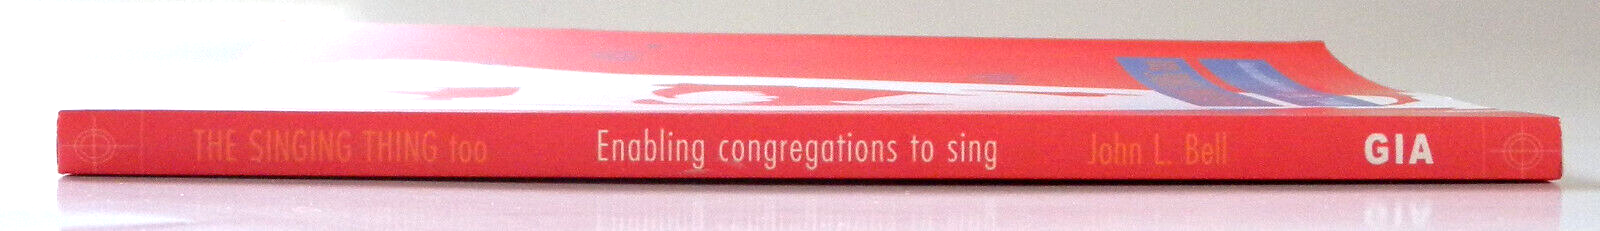 THE SINGING THING too Enabling congregations to sing John L. Bell GIA